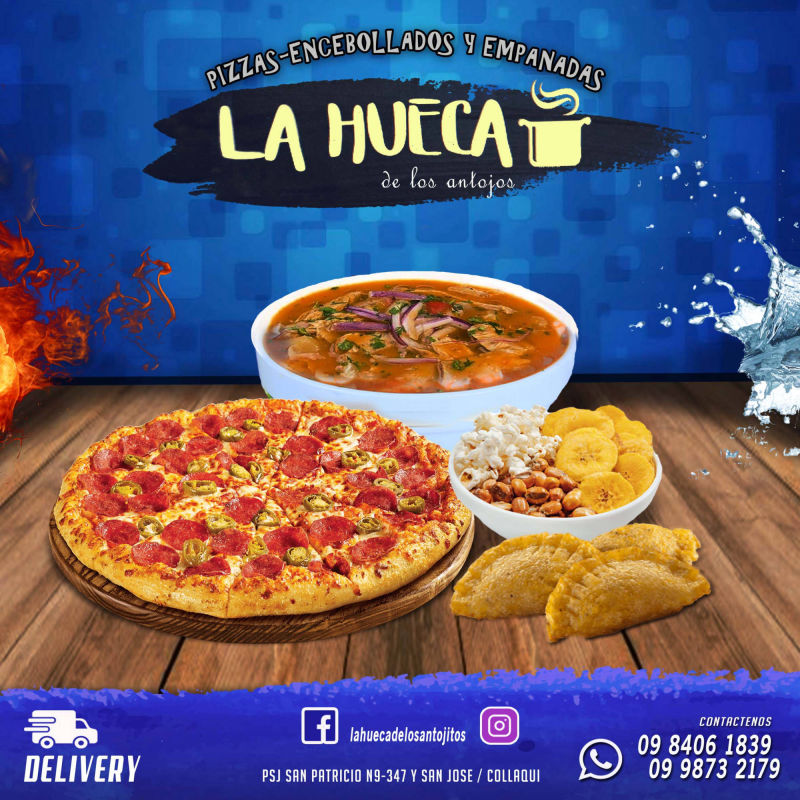 PIZZAS-ENCEBOLLADOS Y EMPANADAS
LA HUECA
de los antojos
DELIVERY
lahuecadelosantojitos
PSJ SAN PATRICIO N9-347 Y SAN JOSE / COLLAQUI
CONTACTENOS
09 8406 1839
09 9873 2179